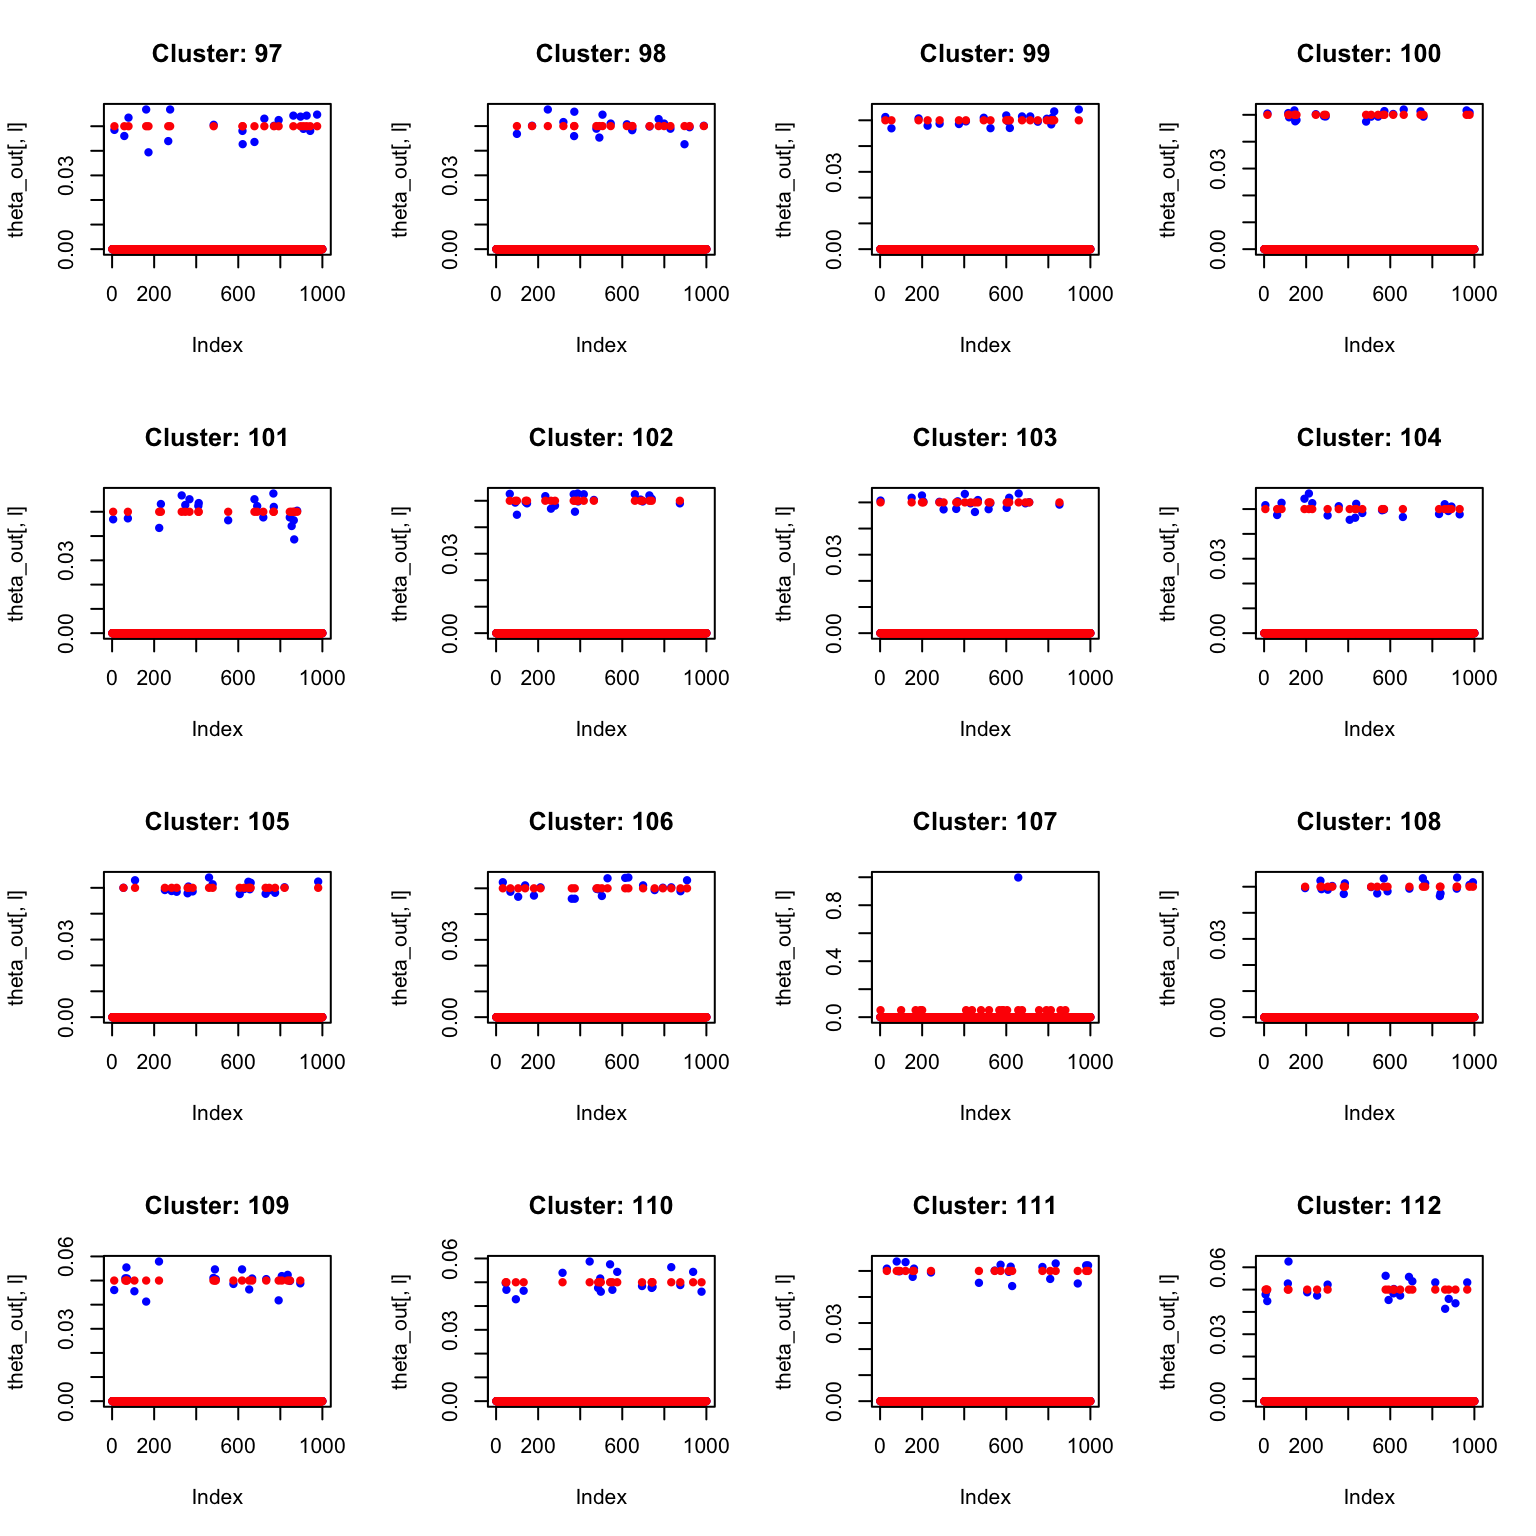 Cluster: 97
theta_out[, l]
0.00 0.03
0 200 600 1000
Index
Cluster: 98
theta_out[, l]
0.00 0.03
0 200 600 1000
Index
Cluster: 99
theta_out[, l]
0.00 0.03
0 200 600 1000
Index
Cluster: 100
theta_out[, l]
0.00 0.03
0 200 600 1000
Index
Cluster: 101
theta_out[, l]
0.00 0.03
0 200 600 1000
Index
Cluster: 102
theta_out[, l]
0.00 0.03
0 200 600 1000
Index
Cluster: 103
theta_out[, l]
0.00 0.03
0 200 600 1000
Index
Cluster: 104
theta_out[, l]
0.00 0.03
0 200 600 1000
Index
Cluster: 105
theta_out[, l]
0.00 0.03
0 200 600 1000
Index
Cluster: 106
theta_out[, l]
0.00 0.03
0 200 600 1000
Index
Cluster: 107
theta_out[, l]
0.0 0.4 0.8
0 200 600 1000
Index
Cluster: 108
theta_out[, l]
0.00 0.03
0 200 600 1000
Index
Cluster: 109
theta_out[, l]
0.00 0.03 0.06
0 200 600 1000
Index
Cluster: 110
theta_out[, l]
0.00 0.03 0.06
0 200 600 1000
Index
Cluster: 111
theta_out[, l]
0.00 0.03
0 200 600 1000
Index
Cluster: 112
theta_out[, l]
0.00 0.03 0.06
0 200 600 1000
Index